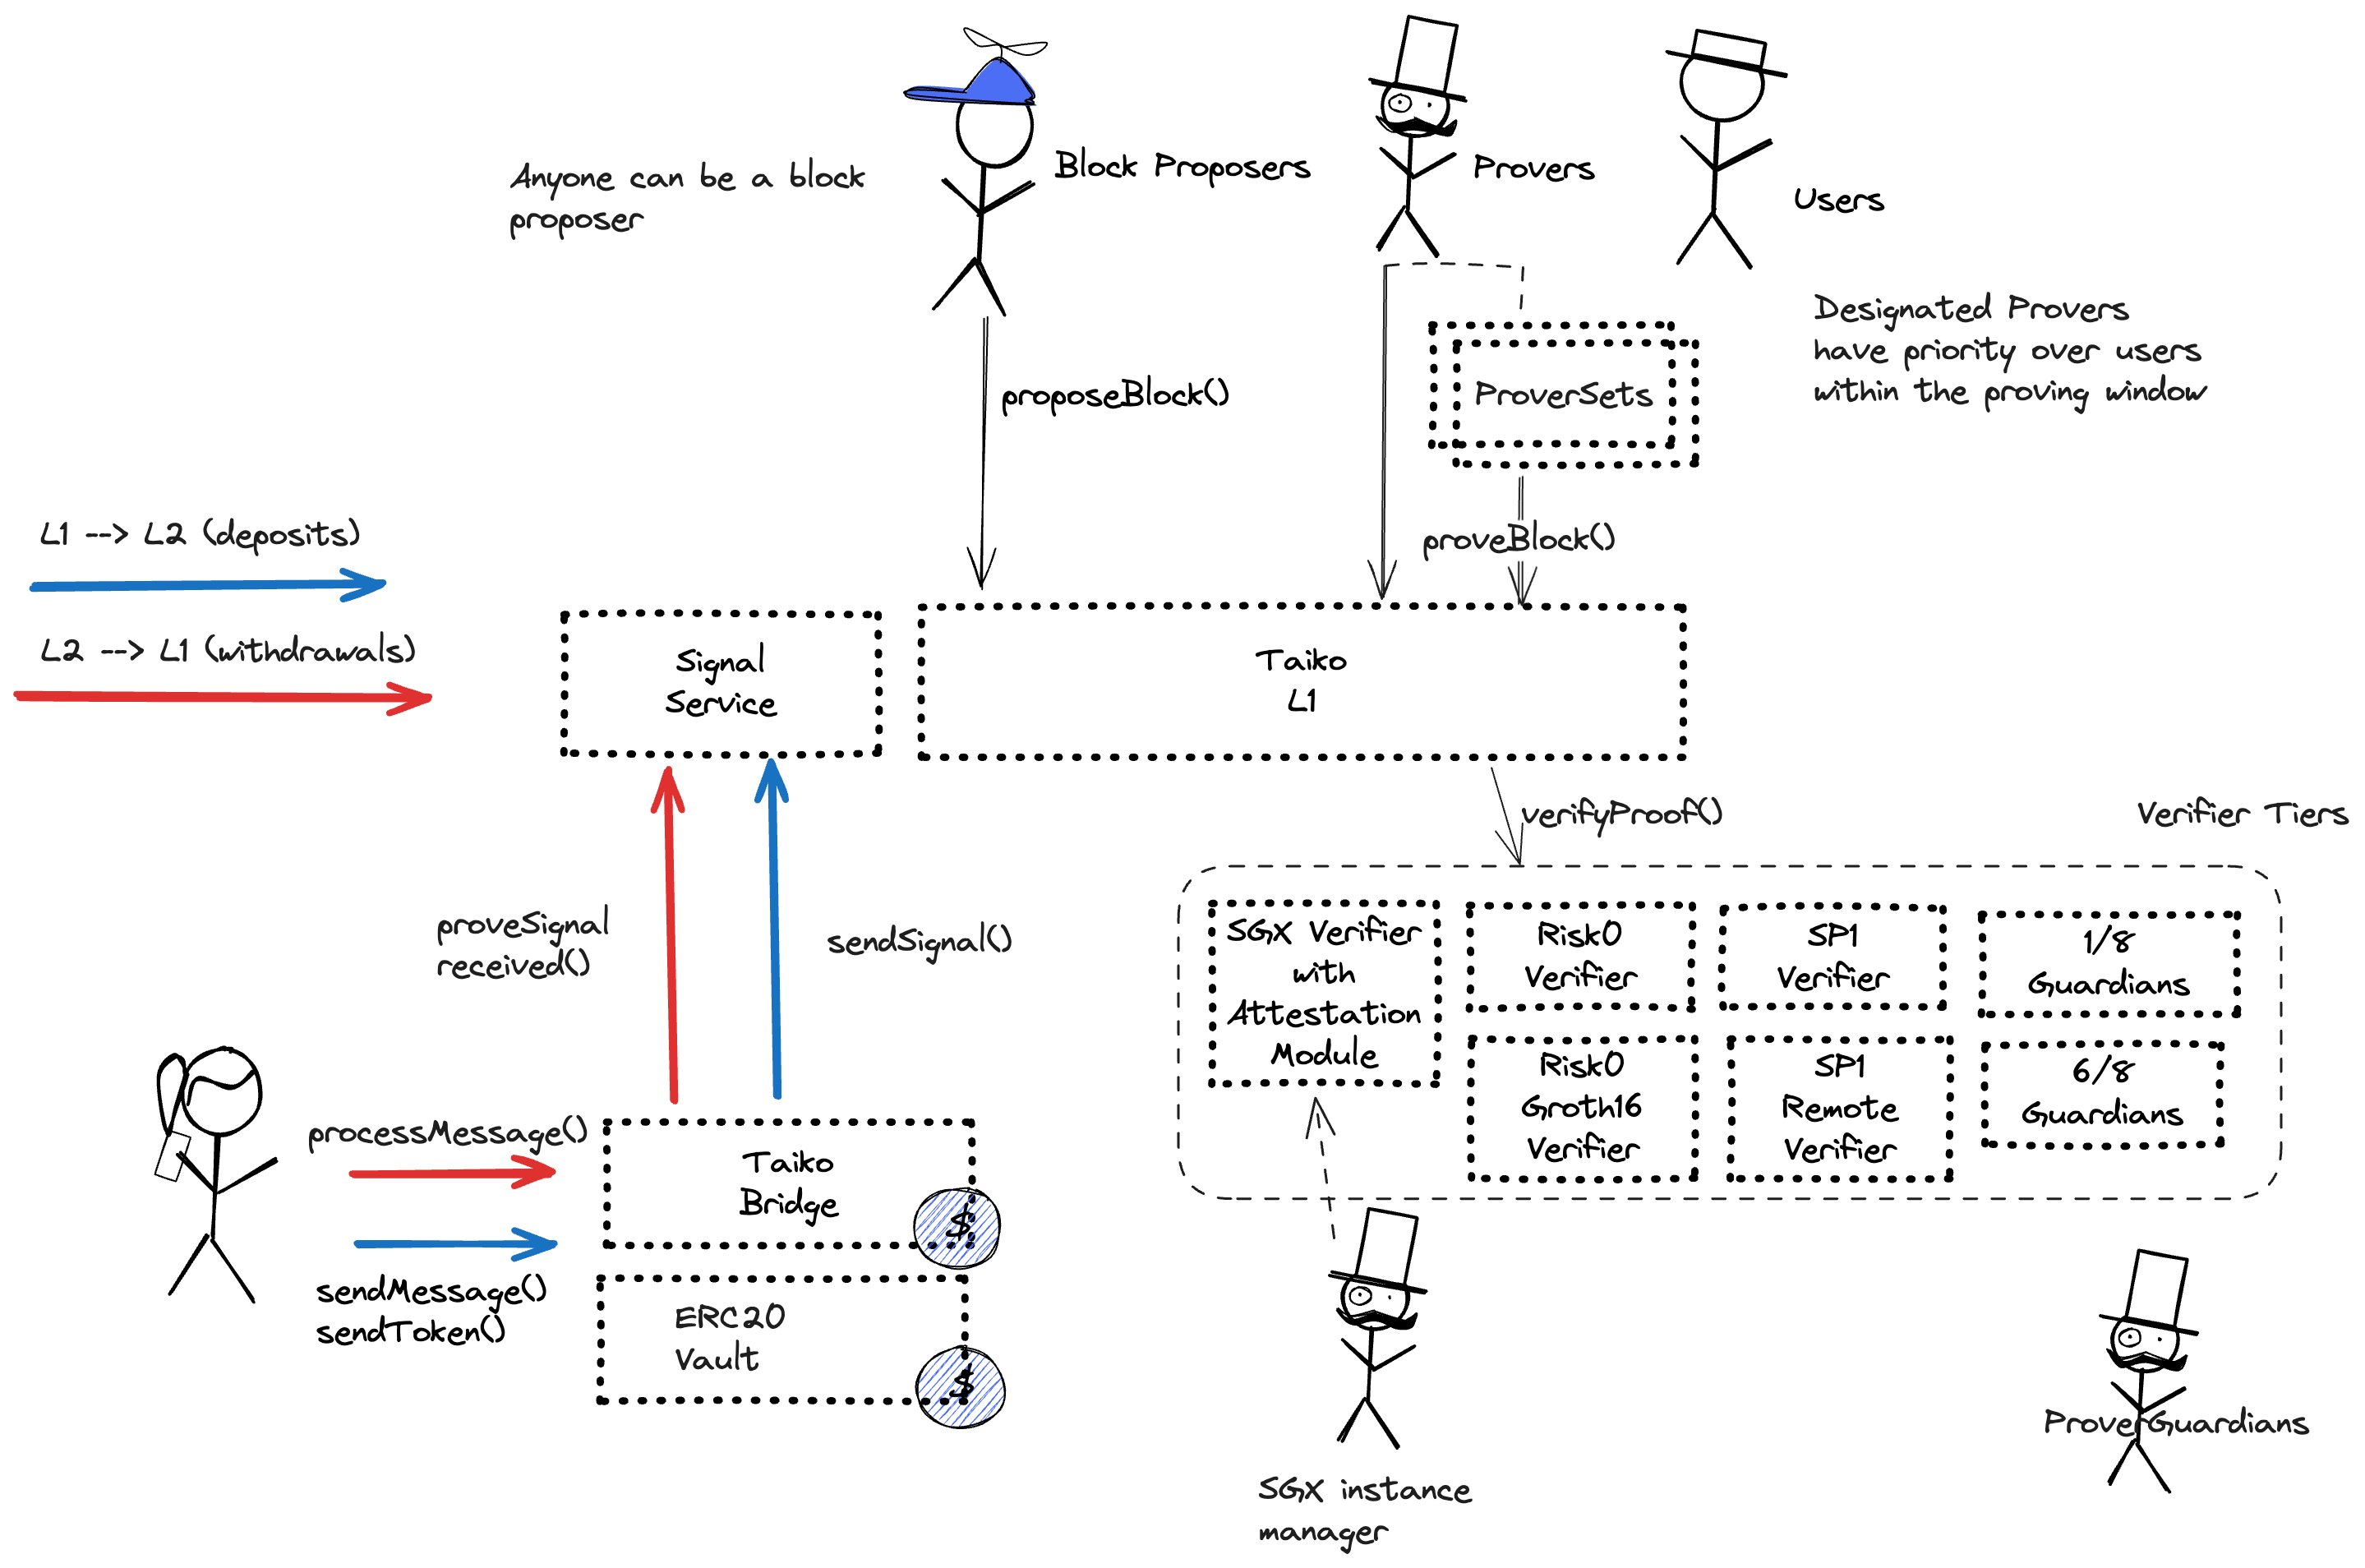 Anyone can be a block
proposer
Block Proposers
Provers
Users
Designated Provers
have priority over users
within the proving window
proposeBlock()
ProverSets
proveBlock()
L1 --> L2 (deposits)
L2 --> L1 (withdrawals)
Signal
Service
Taiko
L1
verifyProof()
Verifier Tiers
proveSignal
received()
sendSignal()
SGX Verifier
with
Attestation
Module
Risk0
Verifier
SP1
Verifier
1/8
Guardians
Risk0
Groth16
Verifier
SP1
Remote
Verifier
6/8
Guardians
processMessage()
Taiko
Bridge
$
sendMessage()
sendToken()
ERC20
Vault
$
SGX instance
manager
ProverGuardians